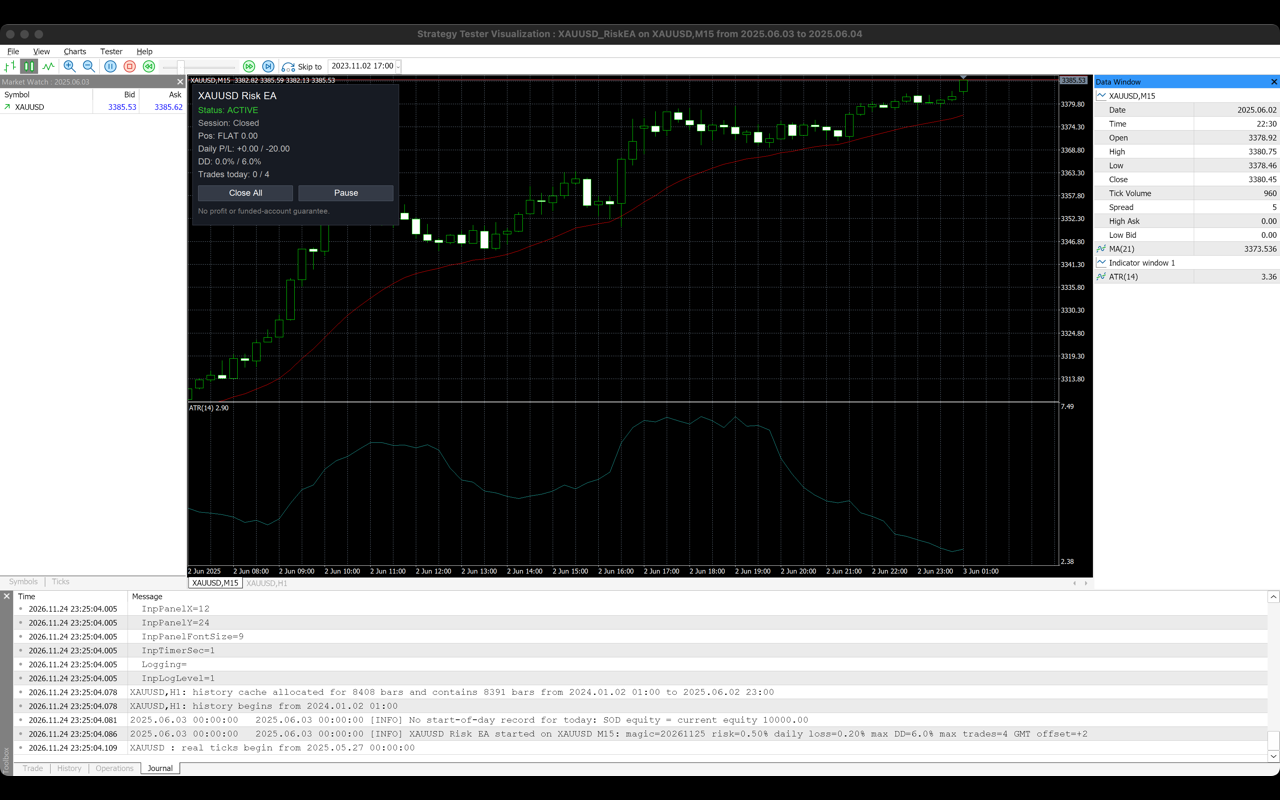 Strategy Tester Visualization : XAUUSD_RiskEA on XAUUSD,M15 from 2025.06.03 to 2025.06.04
File View Charts Tester Help
Skip to 2023.11.02 17:00
Market Watch : 2025.06.03
Symbol Bid Ask
XAUUSD 3385.53 3385.62
Symbols Ticks
XAUUSD,M15 3382.82 3385.59 3382.13 3385.53
XAUUSD Risk EA
Status: ACTIVE
Session: Closed
Pos: FLAT 0.00
Daily P/L: +0.00 / -20.00
DD: 0.0% / 6.0%
Trades today: 0 / 4
Close All Pause
No profit or funded-account guarantee.
3385.53
3379.80
3374.30
3368.80
3363.30
3357.80
3352.30
3346.80
3341.30
3335.80
3330.30
3324.80
3319.30
3313.80
ATR(14) 2.90
7.49
2.38
2 Jun 2025 2 Jun 08:00 2 Jun 09:00 2 Jun 10:00 2 Jun 11:00 2 Jun 12:00 2 Jun 13:00 2 Jun 14:00 2 Jun 15:00 2 Jun 16:00 2 Jun 17:00 2 Jun 18:00 2 Jun 19:00 2 Jun 20:00 2 Jun 21:00 2 Jun 22:00 2 Jun 23:00 3 Jun 01:00
XAUUSD,M15 XAUUSD,H1
Data Window
XAUUSD,M15
Date 2025.06.02
Time 22:30
Open 3378.92
High 3380.75
Low 3378.46
Close 3380.45
Tick Volume 960
Spread 5
High Ask 0.00
Low Bid 0.00
MA(21) 3373.536
Indicator window 1
ATR(14) 3.36
Time Message
2026.11.24 23:25:04.005 InpPanelX=12
2026.11.24 23:25:04.005 InpPanelY=24
2026.11.24 23:25:04.005 InpPanelFontSize=9
2026.11.24 23:25:04.005 InpTimerSec=1
2026.11.24 23:25:04.005 Logging=
2026.11.24 23:25:04.005 InpLogLevel=1
2026.11.24 23:25:04.078 XAUUSD,H1: history cache allocated for 8408 bars and contains 8391 bars from 2024.01.02 01:00 to 2025.06.02 23:00
2026.11.24 23:25:04.078 XAUUSD,H1: history begins from 2024.01.02 01:00
2026.11.24 23:25:04.081 2025.06.03 00:00:00 2025.06.03 00:00:00 [INFO] No start-of-day record for today: SOD equity = current equity 10000.00
2026.11.24 23:25:04.086 2025.06.03 00:00:00 2025.06.03 00:00:00 [INFO] XAUUSD Risk EA started on XAUUSD M15: magic=20261125 risk=0.50% daily loss=0.20% max DD=6.0% max trades=4 GMT offset=+2
2026.11.24 23:25:04.109 XAUUSD : real ticks begin from 2025.05.27 00:00:00
Toolbox
Trade History Operations Journal